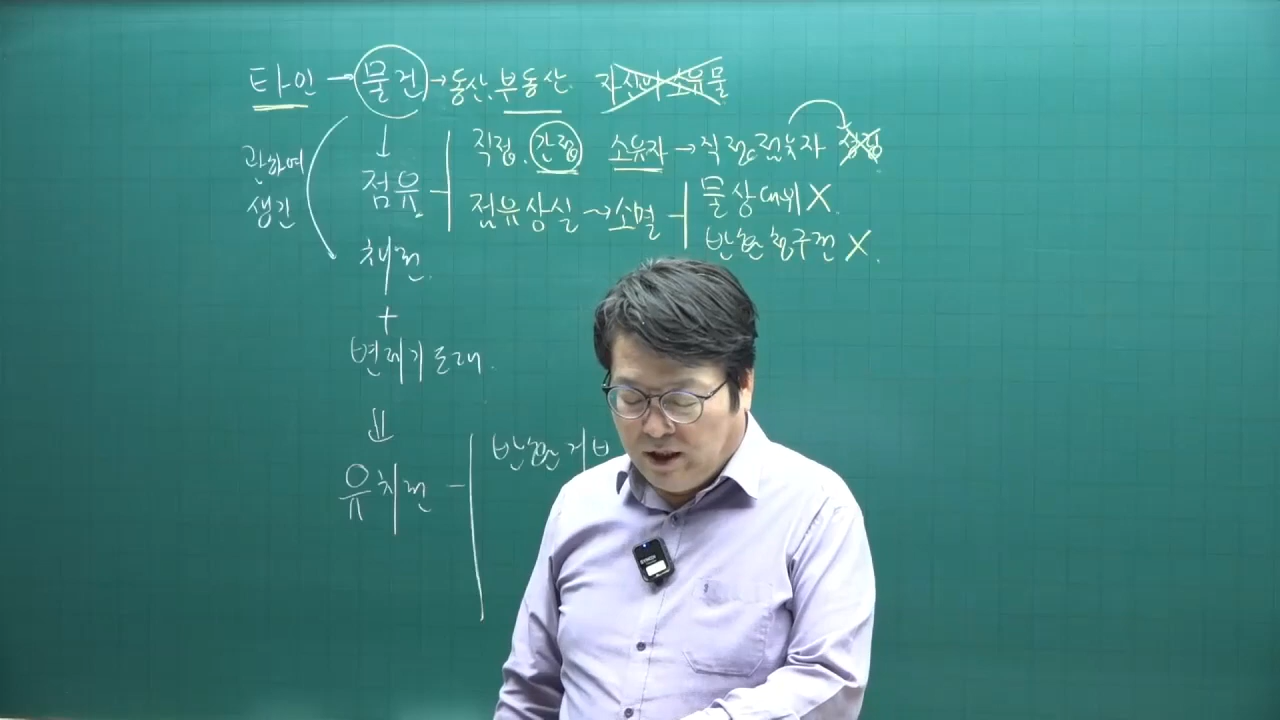 타인 → 물건 → 동산, 부동산 자신의 소유물
관하여
생긴
↓
점유
직접, 간접 소유자 → 직접점유자
점유상실 → 소멸
물상대위 X.
반환청구권 X.
채권.
+
변제기 도래.
⇓
유치권
반환거